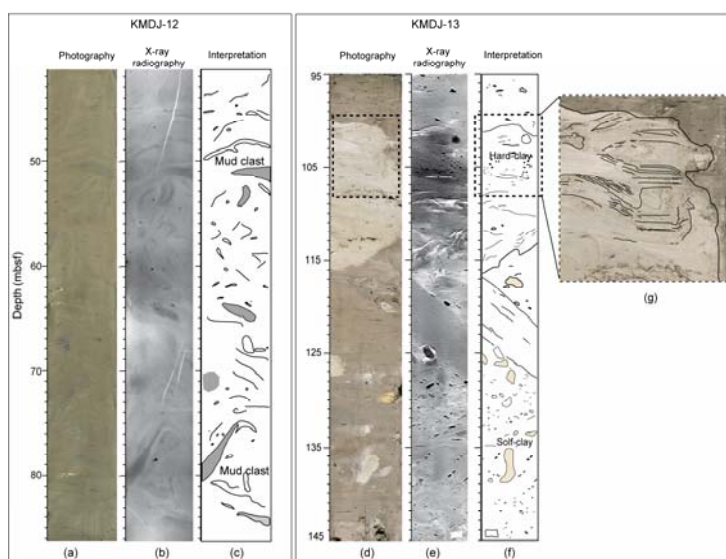 KMDJ-12
Photography
X-ray
radiography
Interpretation
Depth (mbsf)
50
60
70
80
Mud clast
Mud clast
(a)
(b)
(c)
KMDJ-13
Photography
X-ray
radiography
Interpretation
95
105
115
125
135
145
Hard-clay
Solf-clay
(d)
(e)
(f)
(g)